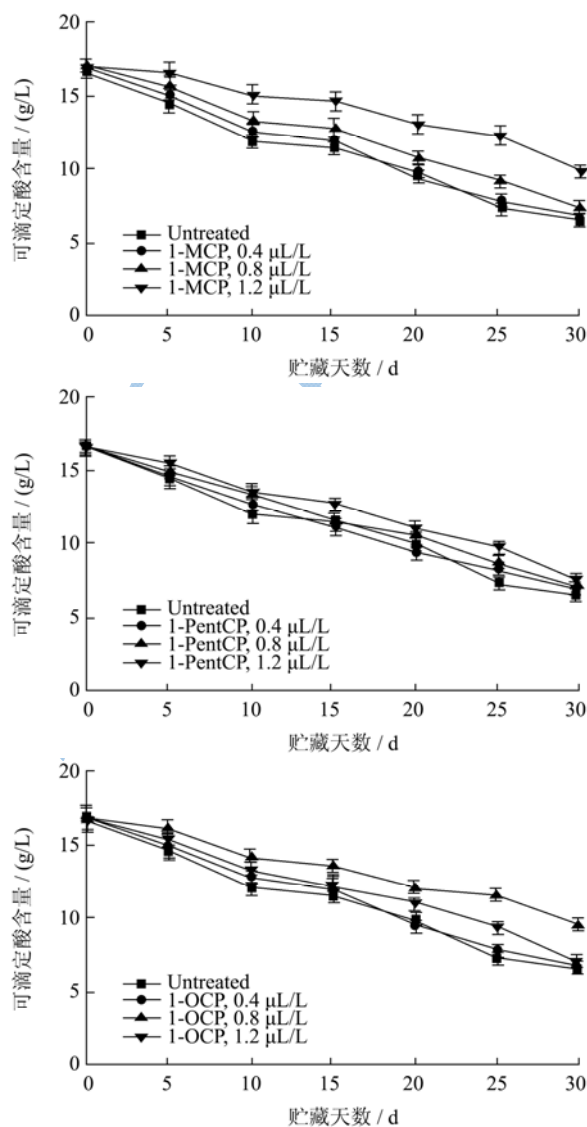 20
15
10
5
0
可滴定酸含量 / (g/L)
Untreated
1-MCP, 0.4 μL/L
1-MCP, 0.8 μL/L
1-MCP, 1.2 μL/L
0 5 10 15 20 25 30
贮藏天数 / d
20
15
10
5
0
可滴定酸含量 / (g/L)
Untreated
1-PentCP, 0.4 μL/L
1-PentCP, 0.8 μL/L
1-PentCP, 1.2 μL/L
0 5 10 15 20 25 30
贮藏天数 / d
20
15
10
5
0
可滴定酸含量 / (g/L)
Untreated
1-OCP, 0.4 μL/L
1-OCP, 0.8 μL/L
1-OCP, 1.2 μL/L
0 5 10 15 20 25 30
贮藏天数 / d